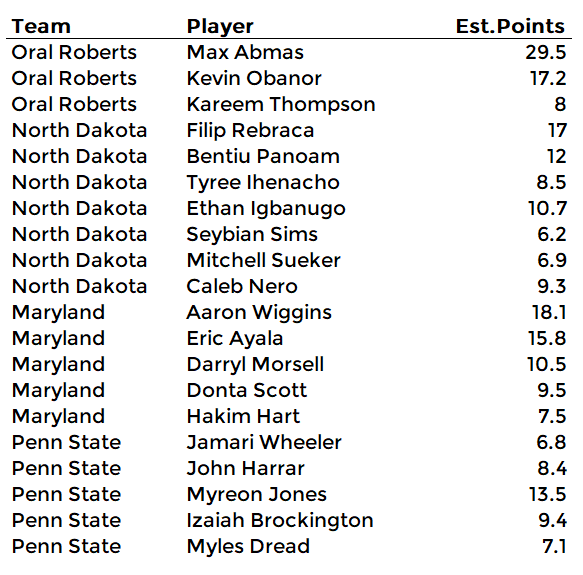 Team Player Est.Points
Oral Roberts Max Abmas 29.5
Oral Roberts Kevin Obanor 17.2
Oral Roberts Kareem Thompson 8
North Dakota Filip Rebraca 17
North Dakota Bentiu Panoam 12
North Dakota Tyree Ihenacho 8.5
North Dakota Ethan Igbanugo 10.7
North Dakota Seybian Sims 6.2
North Dakota Mitchell Sueker 6.9
North Dakota Caleb Nero 9.3
Maryland Aaron Wiggins 18.1
Maryland Eric Ayala 15.8
Maryland Darryl Morsell 10.5
Maryland Donta Scott 9.5
Maryland Hakim Hart 7.5
Penn State Jamari Wheeler 6.8
Penn State John Harrar 8.4
Penn State Myreon Jones 13.5
Penn State Izaiah Brockington 9.4
Penn State Myles Dread 7.1